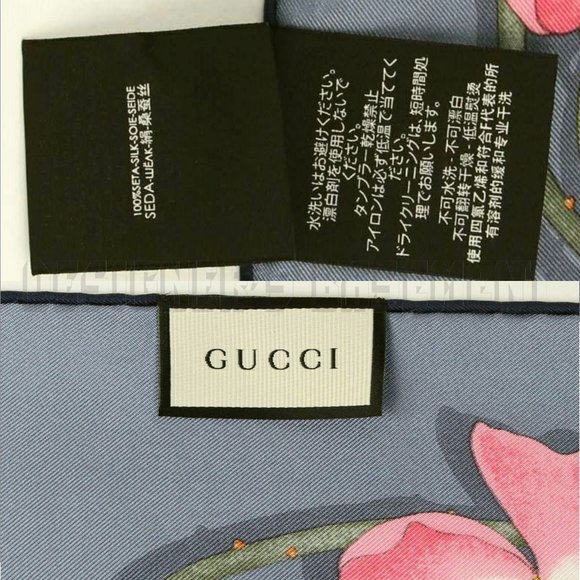 100%SETA-SILK-SOIE-SEIDE
SEDA-ШЕЛК-絹-桑蚕丝
水洗いはお避けください。
漂白剤を使用しないで
ください。
タンブラー乾燥禁止
アイロンは必ず低温で当ててく
ださい。
ドライクリーニングは、短時間処
理でお願いします。
不可水洗 - 不可漂白
不可翻转干燥 - 低温熨烫
使用四氯乙烯和符合F代表的所
有溶剂的缓和专业干洗
GUCCI